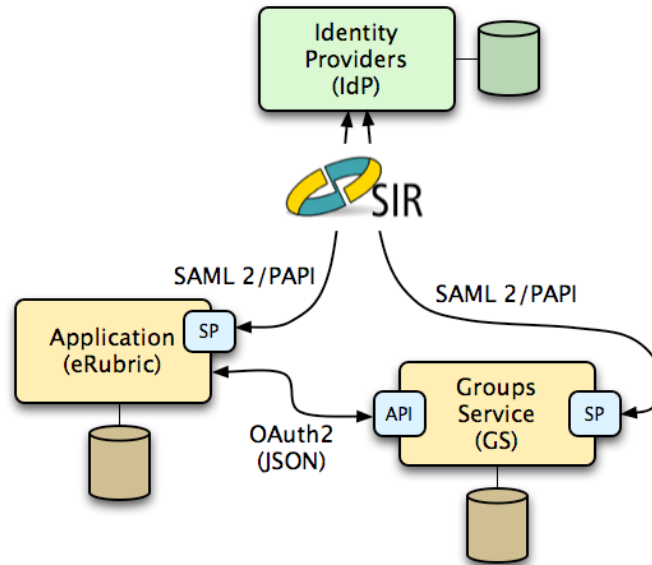 Identity
Providers
(IdP)
SIR
SAML 2/PAPI
SAML 2/PAPI
Application
(eRubric)
SP
Groups
Service
(GS)
API
SP
OAuth2
(JSON)